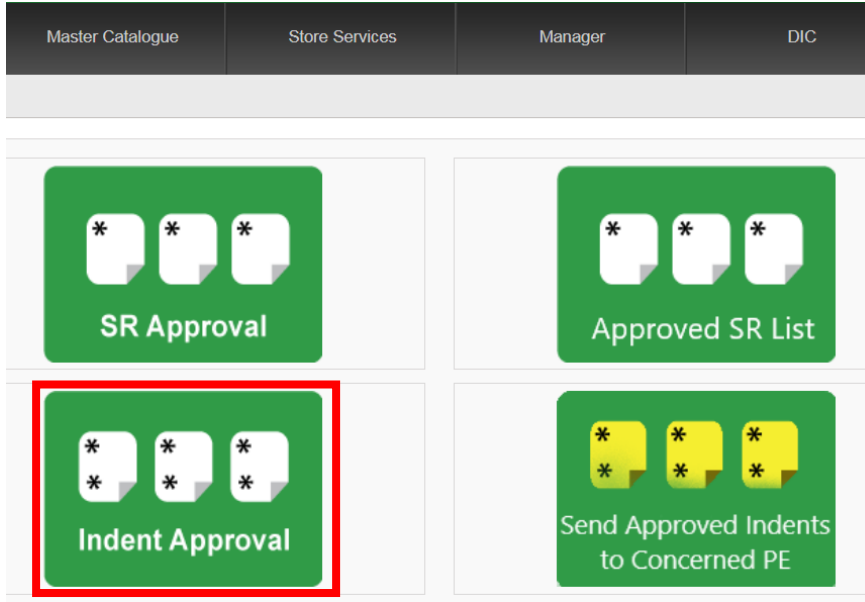 Master Catalogue
Store Services
Manager
DIC
* * *
SR Approval
* * *
Approved SR List
* * *
* * *
Indent Approval
* * *
* * *
Send Approved Indents
to Concerned PE